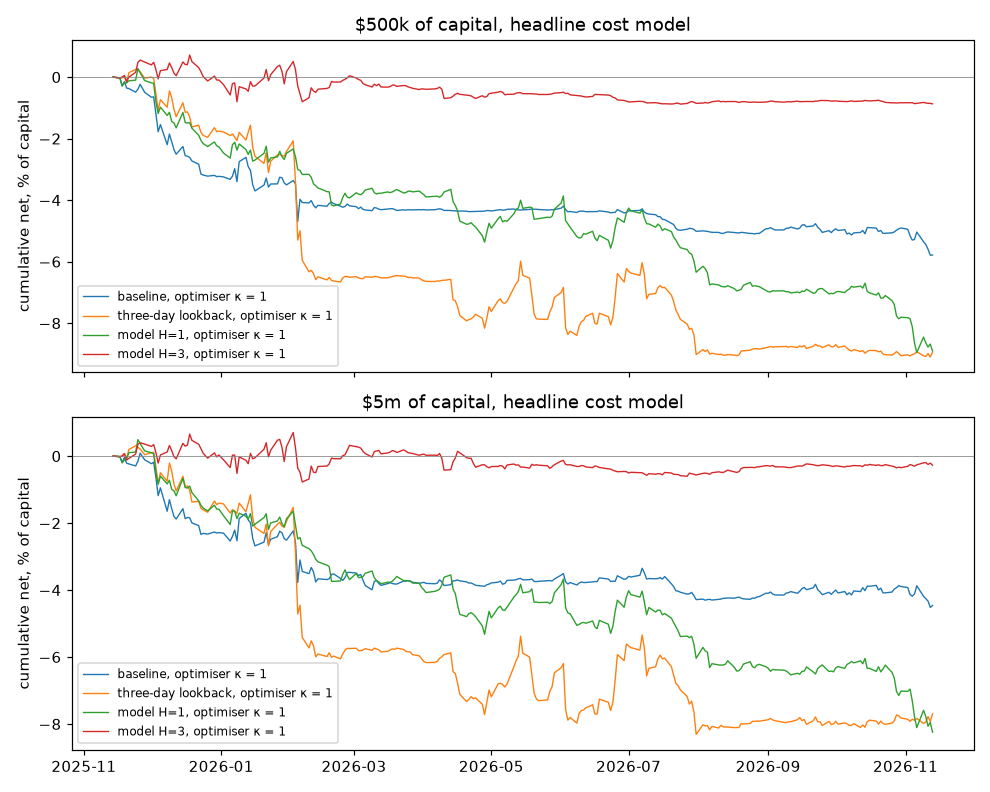 $500k of capital, headline cost model
cumulative net, % of capital
0
−2
−4
−6
−8
baseline, optimiser κ = 1
three-day lookback, optimiser κ = 1
model H=1, optimiser κ = 1
model H=3, optimiser κ = 1
$5m of capital, headline cost model
cumulative net, % of capital
0
−2
−4
−6
−8
baseline, optimiser κ = 1
three-day lookback, optimiser κ = 1
model H=1, optimiser κ = 1
model H=3, optimiser κ = 1
2025-11 2026-01 2026-03 2026-05 2026-07 2026-09 2026-11